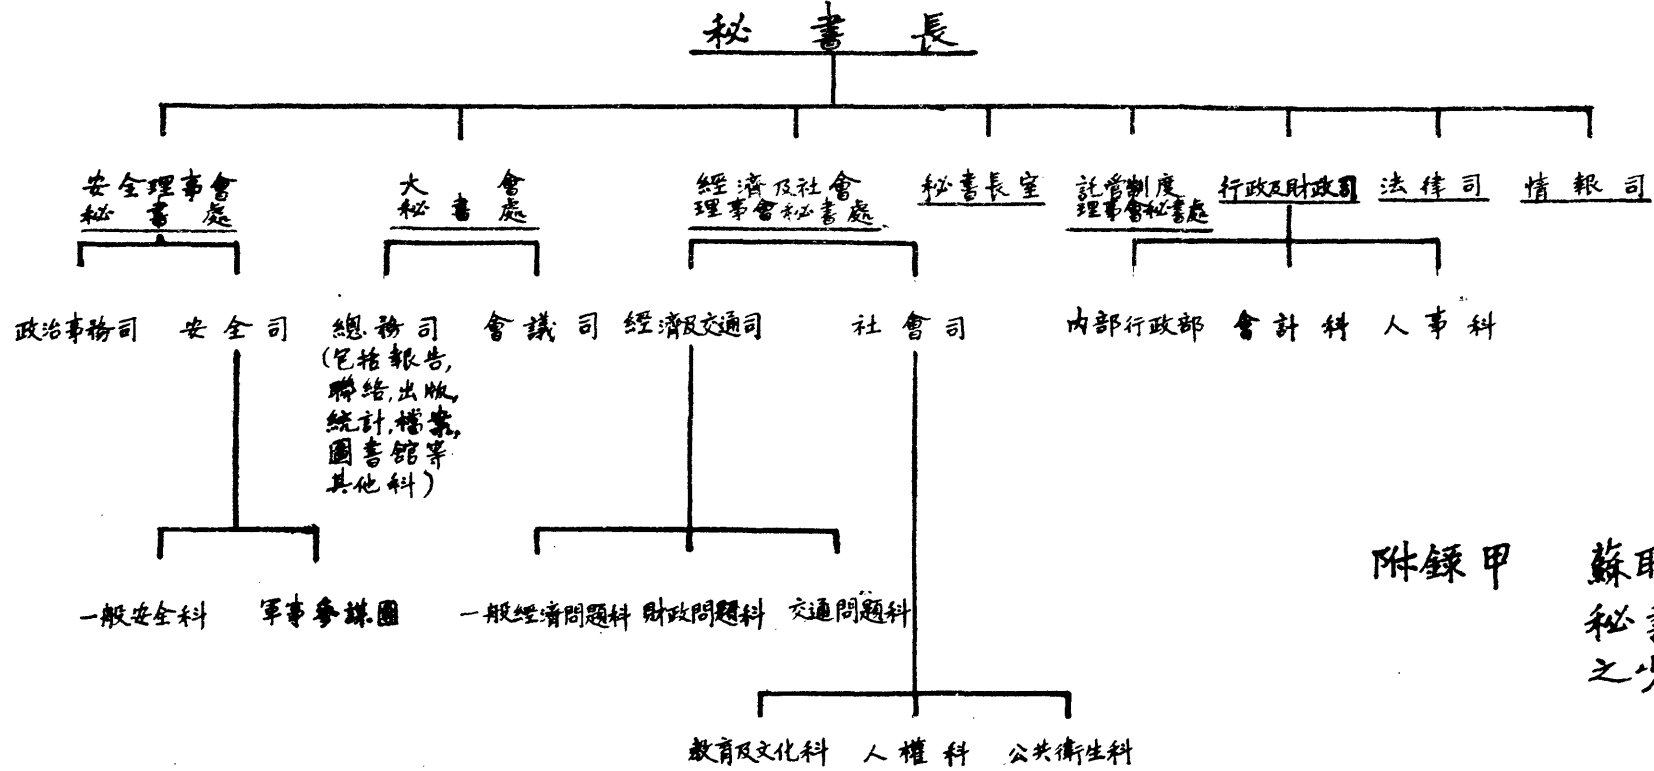 秘書長
安全理事會
秘書處
大會
秘書處
經濟及社會
理事會秘書處
秘書長室
託管制度
理事會秘書處
行政及財政司
法律司
情報司
政治事務司
安全司
總務司
(包括報告,
聯絡,出版,
統計,檔案,
圖書館等
其他科)
會議司
經濟及交通司
社會司
內部行政部
會計科
人事科
一般安全科
軍事參謀團
一般經濟問題科
財政問題科
交通問題科
附錄甲
蘇
秘
之
教育及文化科
人權科
公共衛生科